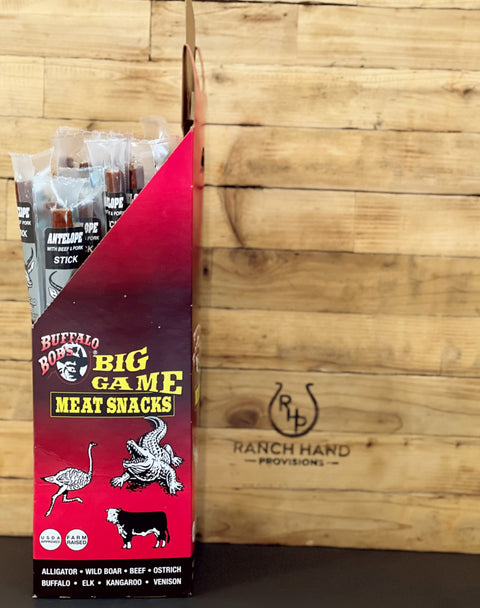 ANTELOPE
WITH BEEF & PORK
STICK
BUFFALO
BOB'S®
BIG
GAME
MEAT SNACKS
USDA
APPROVED
FARM
RAISED
ALLIGATOR • WILD BOAR • BEEF • OSTRICH
BUFFALO • ELK • KANGAROO • VENISON
RHP
RANCH HAND
PROVISIONS